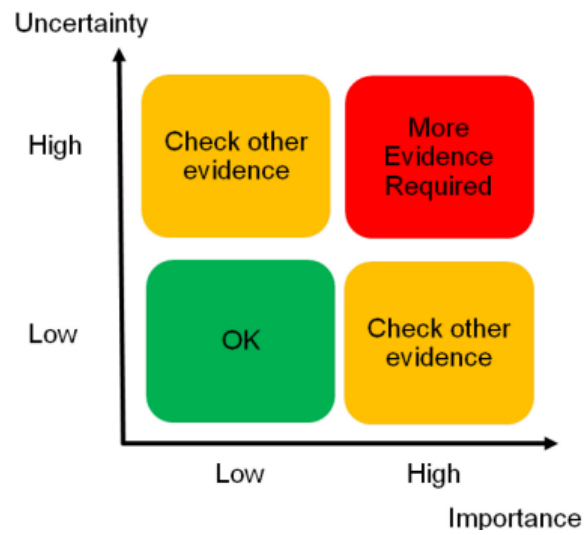 Uncertainty
High
Check other
evidence
More
Evidence
Required
Low
OK
Check other
evidence
Low
High
Importance